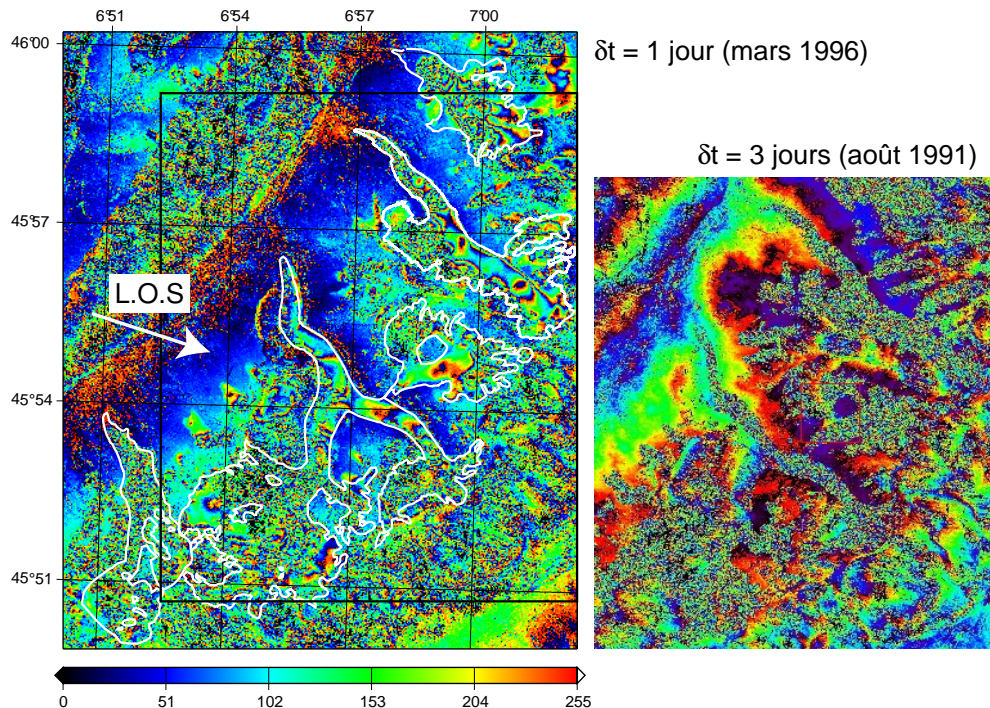 6°51 6°54 6°57 7°00
46°00
δt = 1 jour (mars 1996)
δt = 3 jours (août 1991)
45°57
L.O.S
45°54
45°51
0 51 102 153 204 255